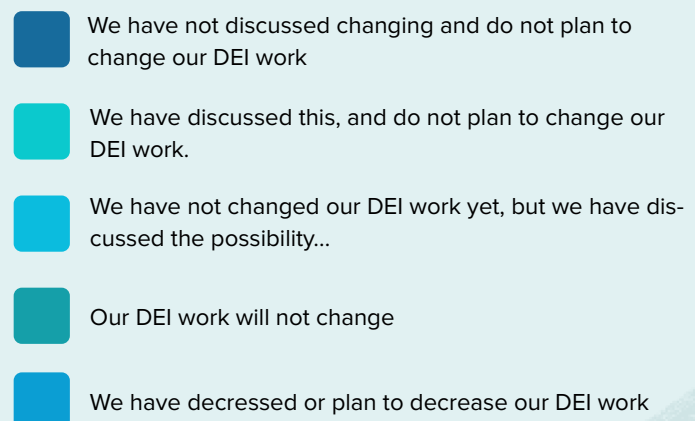 We have not discussed changing and do not plan to
change our DEI work
We have discussed this, and do not plan to change our
DEI work.
We have not changed our DEI work yet, but we have dis-
cussed the possibility...
Our DEI work will not change
We have decressed or plan to decrease our DEI work